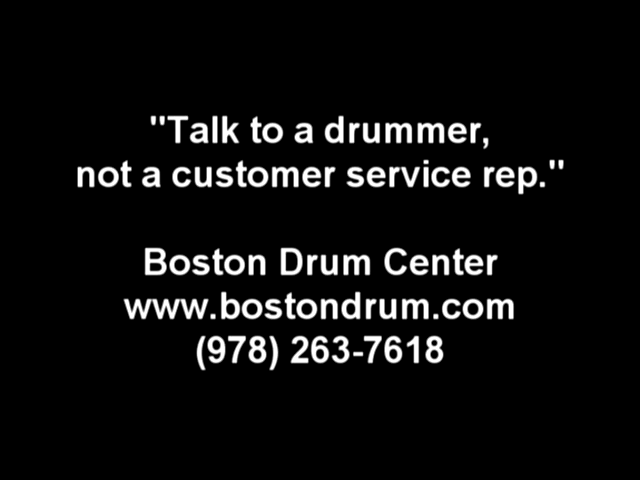 "Talk to a drummer,
not a customer service rep."
Boston Drum Center
www.bostondrum.com
(978) 263-7618